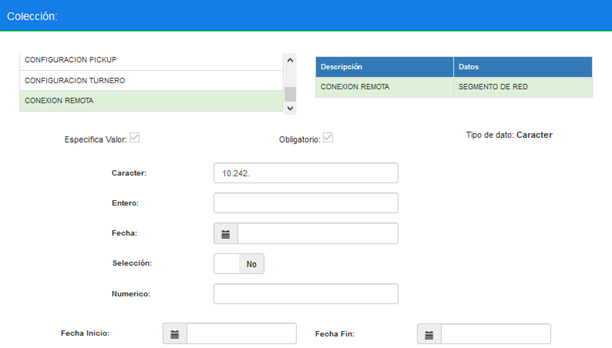 Colección:
CONFIGURACION PICKUP
CONFIGURACION TURNERO
CONEXION REMOTA
Descripción Datos
CONEXION REMOTA SEGMENTO DE RED
Especifica Valor: Obligatorio: Tipo de dato: Caracter
Caracter: 10.242.
Entero:
Fecha:
Selección: No
Numerico:
Fecha Inicio: Fecha Fin: